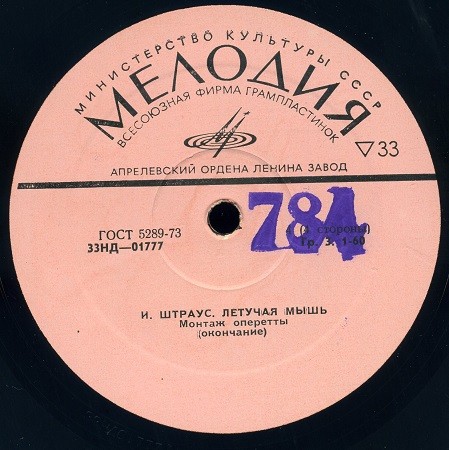 МИНИСТЕРСТВО КУЛЬТУРЫ СССР
МЕЛОДИЯ
ВСЕСОЮЗНАЯ ФИРМА ГРАМПЛАСТИНОК
▽33
АПРЕЛЕВСКИЙ ОРДЕНА ЛЕНИНА ЗАВОД
ГОСТ 5289-73
33НД—01777
784
стороны)
Гр. 3. 1-60
И. ШТРАУС. ЛЕТУЧАЯ МЫШЬ
Монтаж оперетты
(окончание)